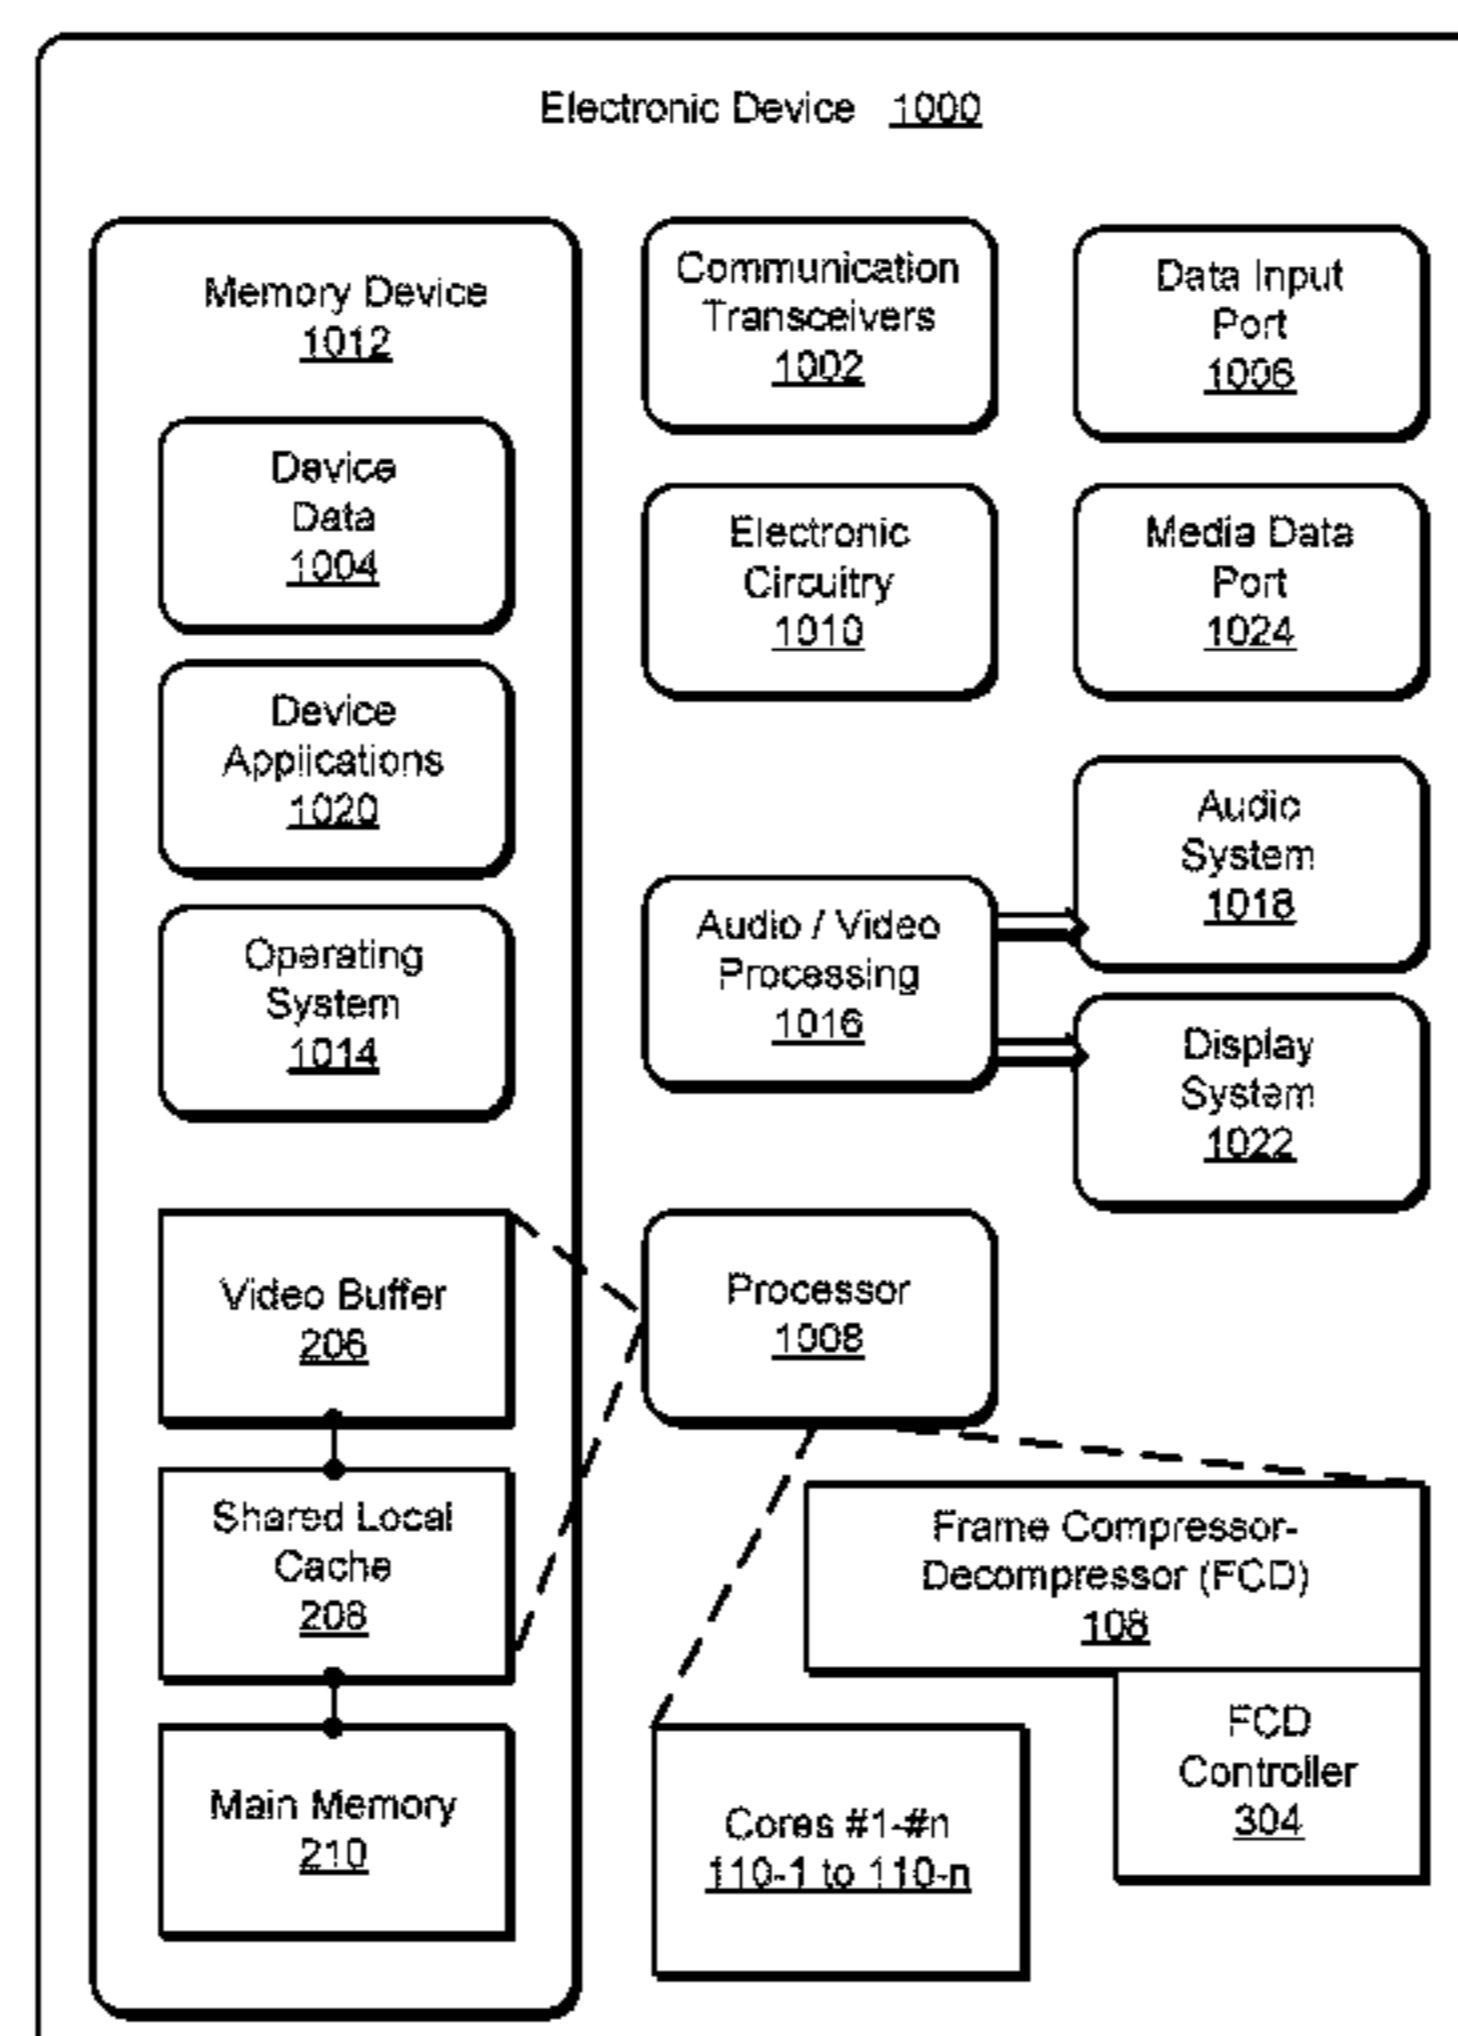 Electronic Device 1000
Memory Device
1012
Device
Data
1004
Device
Applications
1020
Operating
System
1014
Video Buffer
206
Shared Local
Cache
208
Main Memory
210
Communication
Transceivers
1002
Data Input
Port
1006
Electronic
Circuitry
1010
Media Data
Port
1024
Audio / Video
Processing
1016
Audio
System
1018
Display
System
1022
Processor
1008
Frame Compressor-
Decompressor (FCD)
108
FCD
Controller
304
Cores #1-#n
110-1 to 110-n